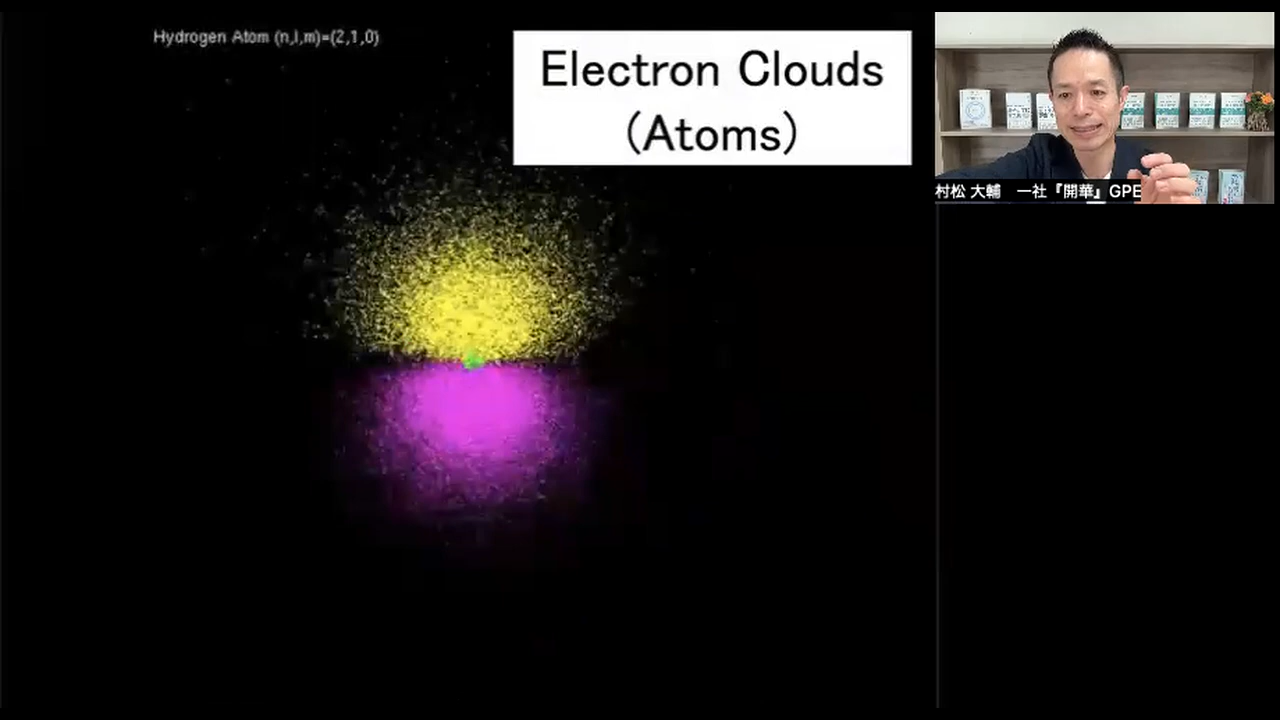 Hydrogen Atom (n,l,m)=(2,1,0)
Electron Clouds
(Atoms)
村松 大輔　一社『開華』GPE